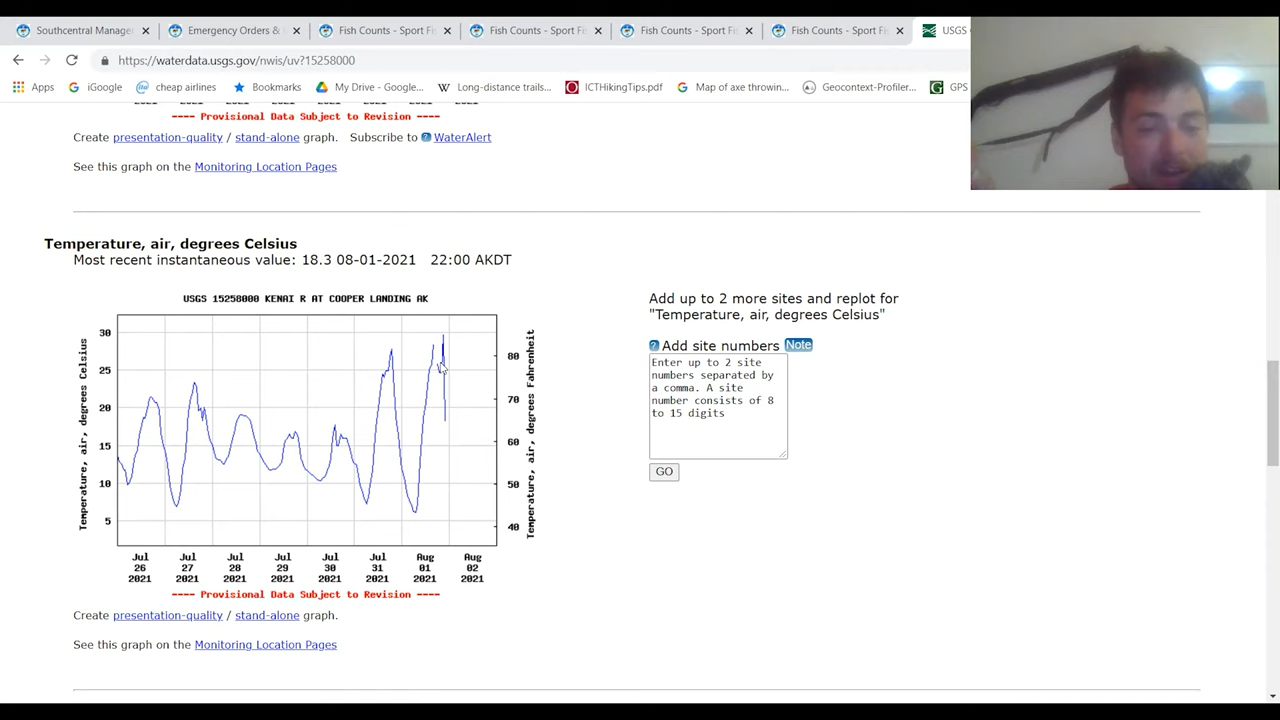 Southcentral Manage
Emergency Orders &
Fish Counts - Sport Fi
Fish Counts - Sport Fi
Fish Counts - Sport Fi
Fish Counts - Sport Fi
USGS
https://waterdata.usgs.gov/nwis/uv?15258000
Apps
iGoogle
ita
cheap airlines
Bookmarks
My Drive - Google...
W
Long-distance trails...
ICTHikingTips.pdf
Map of axe throwin...
Geocontext-Profiler...
G
GPS
2021 2021 2021 2021 2021 2021 2021 2021
---- Provisional Data Subject to Revision ----
Create presentation-quality / stand-alone graph. Subscribe to ? WaterAlert
See this graph on the Monitoring Location Pages
Temperature, air, degrees Celsius
Most recent instantaneous value: 18.3 08-01-2021 22:00 AKDT
USGS 15258000 KENAI R AT COOPER LANDING AK
Temperature, air, degrees Celsius
30
25
20
15
10
5
80
70
60
50
40
Temperature, air, degrees Fahrenheit
Jul Jul Jul Jul Jul Jul Aug Aug
26 27 28 29 30 31 01 02
2021 2021 2021 2021 2021 2021 2021 2021
---- Provisional Data Subject to Revision ----
Create presentation-quality / stand-alone graph.
See this graph on the Monitoring Location Pages
Add up to 2 more sites and replot for
"Temperature, air, degrees Celsius"
? Add site numbers Note
Enter up to 2 site
numbers separated by
a comma. A site
number consists of 8
to 15 digits
GO